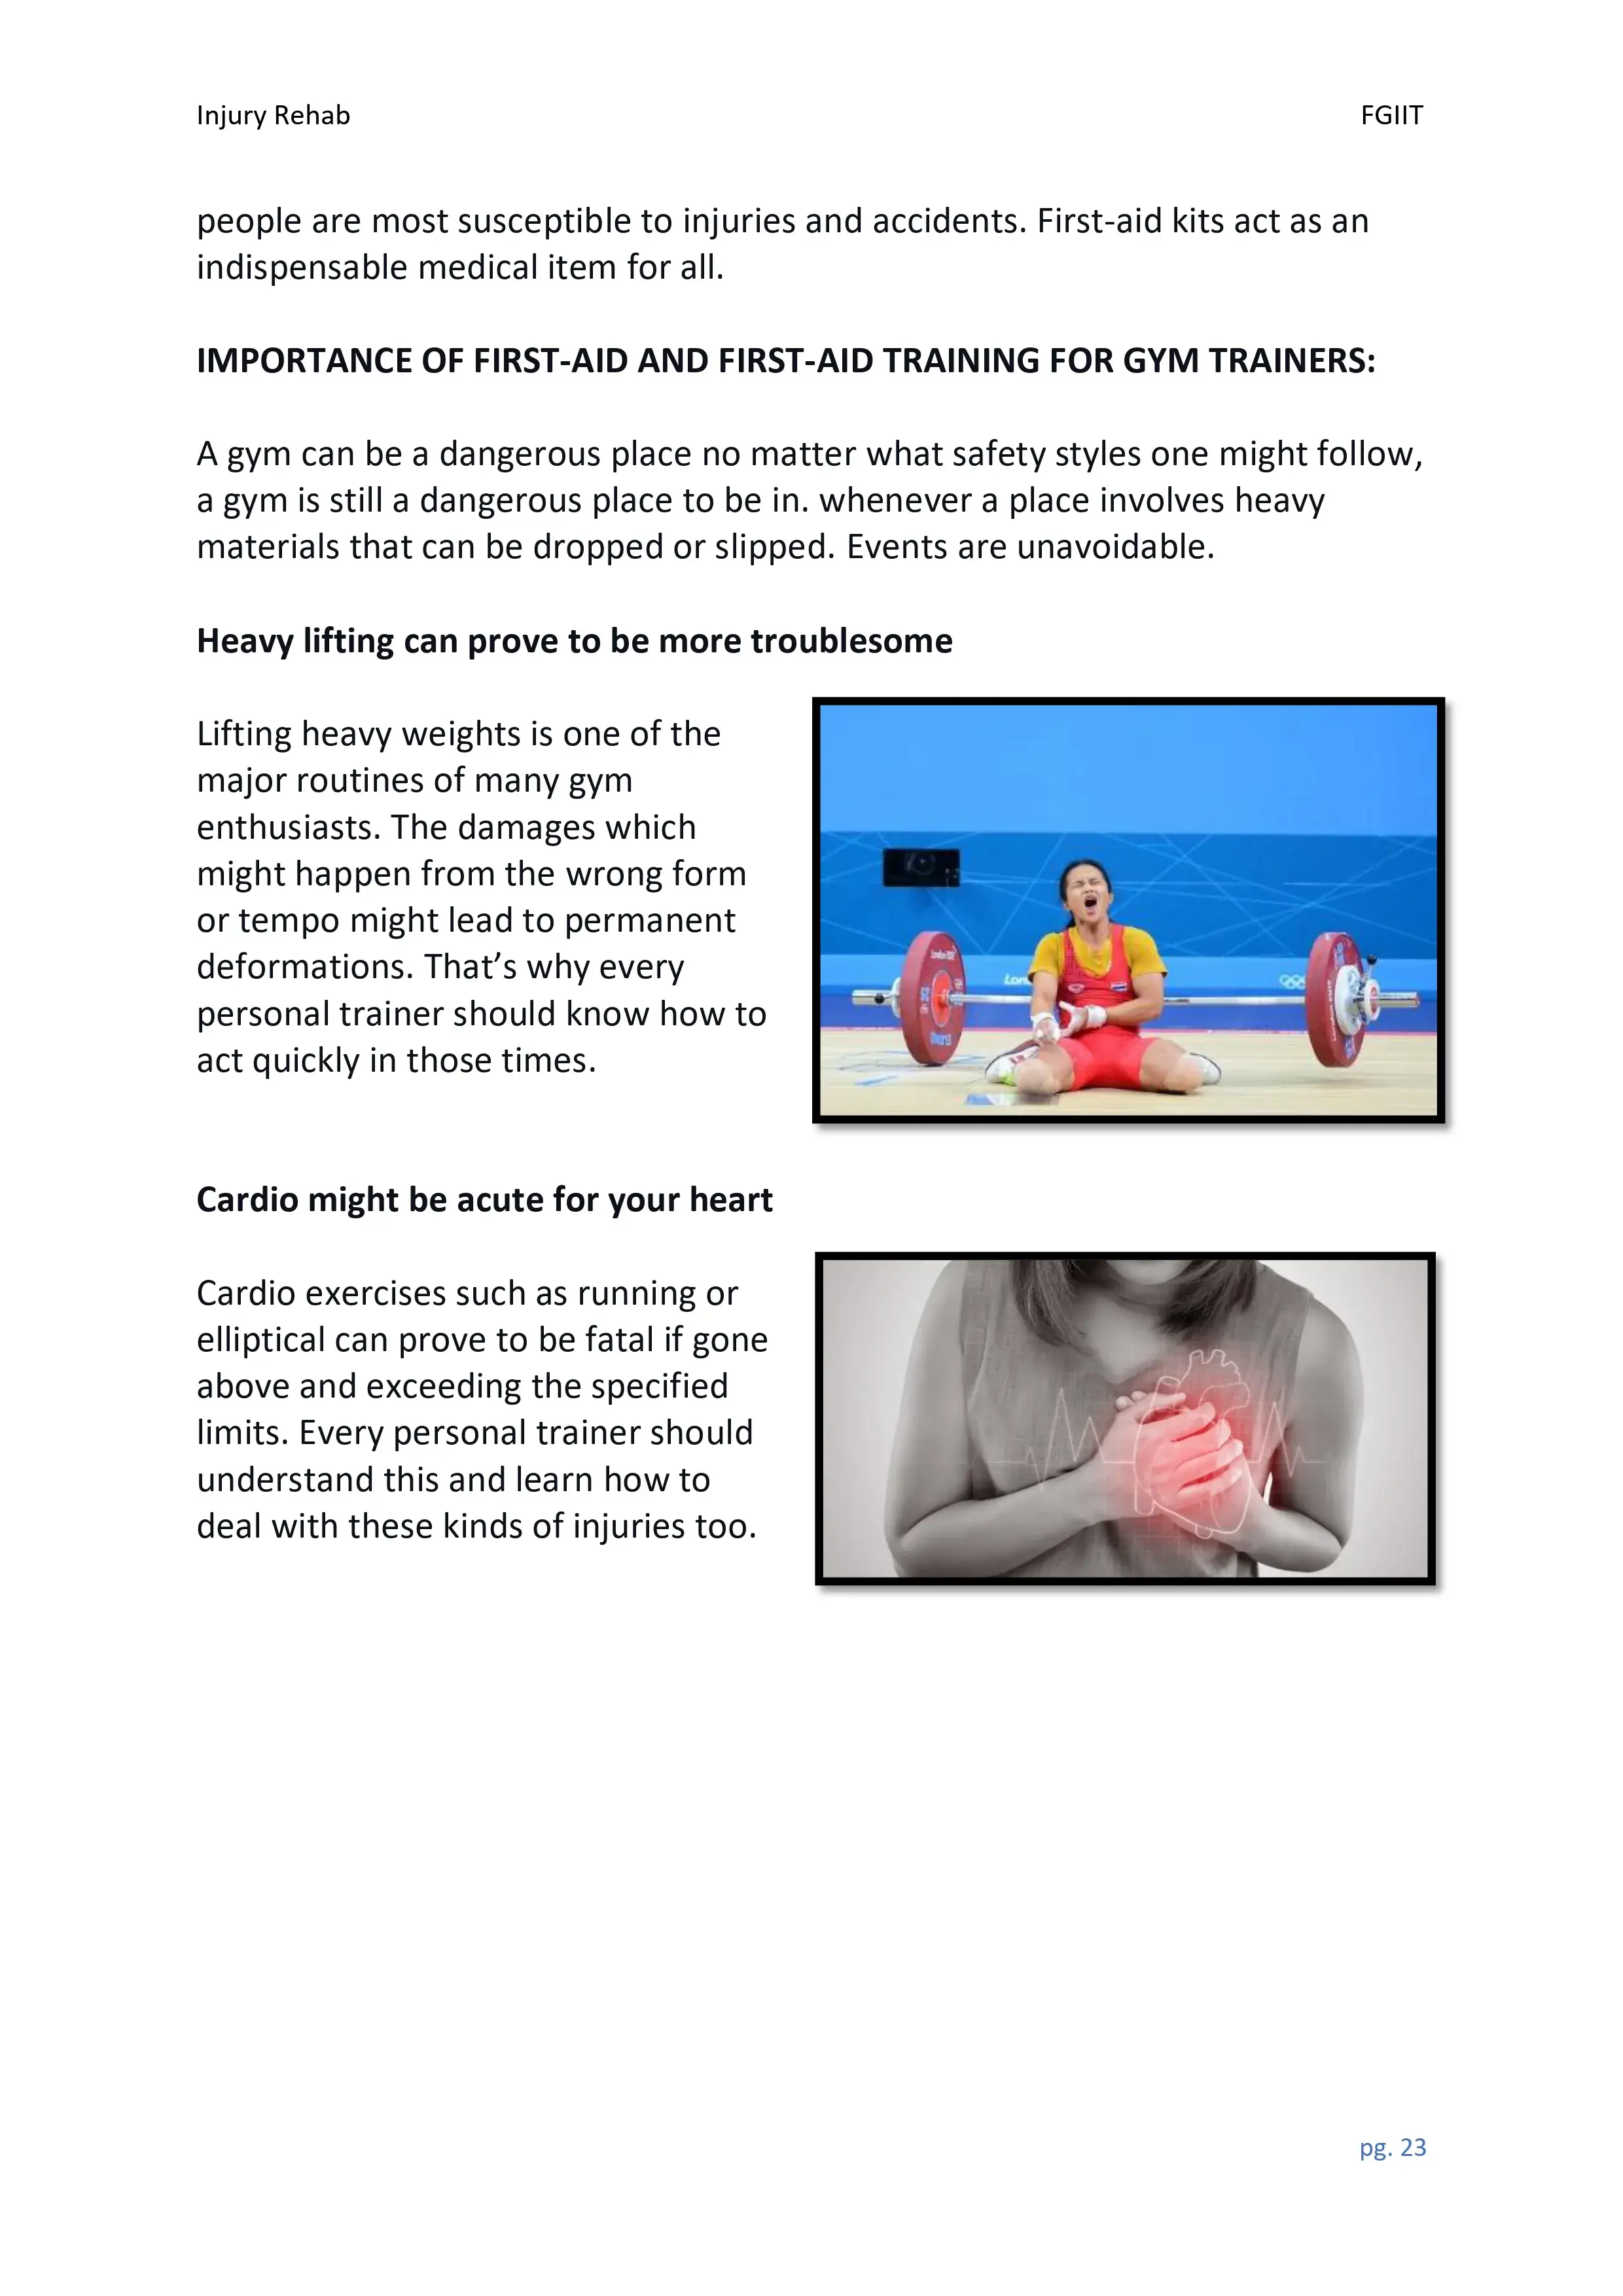 Injury Rehab FGIIT
people are most susceptible to injuries and accidents. First-aid kits act as an
indispensable medical item for all.
IMPORTANCE OF FIRST-AID AND FIRST-AID TRAINING FOR GYM TRAINERS:
A gym can be a dangerous place no matter what safety styles one might follow,
a gym is still a dangerous place to be in. whenever a place involves heavy
materials that can be dropped or slipped. Events are unavoidable.
Heavy lifting can prove to be more troublesome
Lifting heavy weights is one of the
major routines of many gym
enthusiasts. The damages which
might happen from the wrong form
or tempo might lead to permanent
deformations. That’s why every
personal trainer should know how to
act quickly in those times.
Cardio might be acute for your heart
Cardio exercises such as running or
elliptical can prove to be fatal if gone
above and exceeding the specified
limits. Every personal trainer should
understand this and learn how to
deal with these kinds of injuries too.
pg. 23